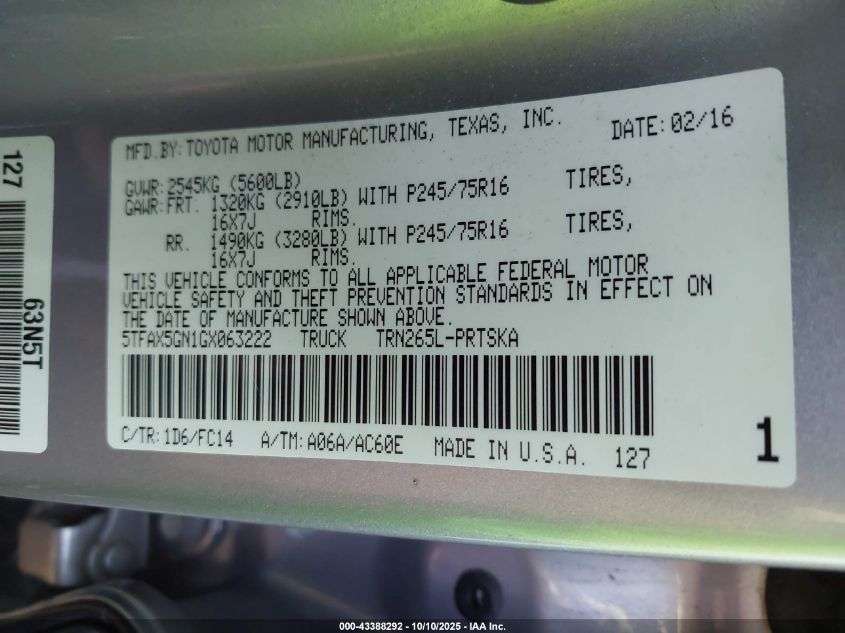 MFD.BY:TOYOTA MOTOR MANUFACTURING, TEXAS, INC. DATE:02/16
GVWR:2545KG (5600LB)
GAWR:FRT. 1320KG (2910LB) WITH P245/75R16 TIRES,
16X7J RIMS.
RR. 1490KG (3280LB) WITH P245/75R16 TIRES,
16X7J RIMS.
THIS VEHICLE CONFORMS TO ALL APPLICABLE FEDERAL MOTOR
VEHICLE SAFETY AND THEFT PREVENTION STANDARDS IN EFFECT ON
THE DATE OF MANUFACTURE SHOWN ABOVE.
5TFAX5GN1GX063222 TRUCK TRN265L-PRTSKA
C/TR:1D6/FC14 A/TM:A06A/AC60E MADE IN U.S.A. 127
1
127
63N5T
000-43388292 - 10/10/2025 - IAA Inc.